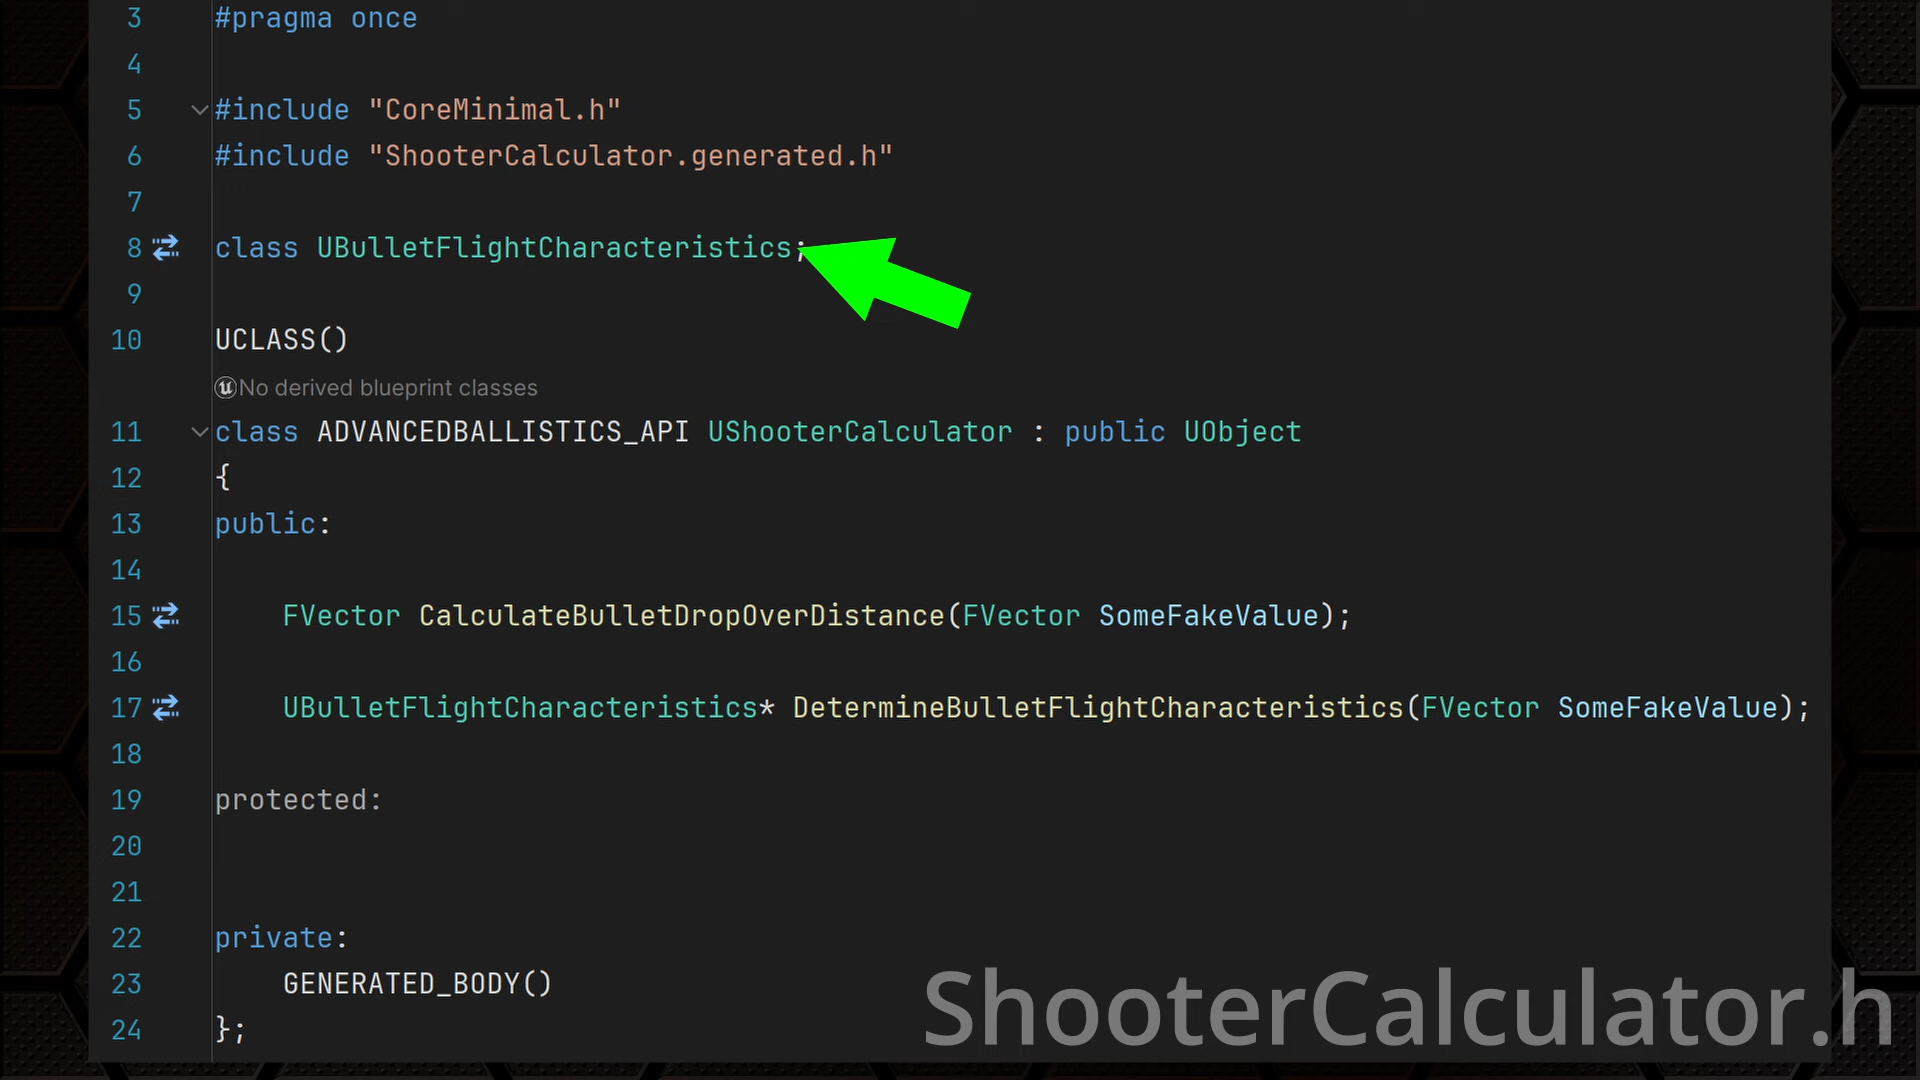 3 #pragma once
4
5 #include "CoreMinimal.h"
6 #include "ShooterCalculator.generated.h"
7
8 class UBulletFlightCharacteristics;
9
10 UCLASS()
No derived blueprint classes
11 class ADVANCEDBALLISTICS_API UShooterCalculator : public UObject
12 {
13 public:
14
15 FVector CalculateBulletDropOverDistance(FVector SomeFakeValue);
16
17 UBulletFlightCharacteristics* DetermineBulletFlightCharacteristics(FVector SomeFakeValue);
18
19 protected:
20
21
22 private:
23 GENERATED_BODY()
24 };
ShooterCalculator.h